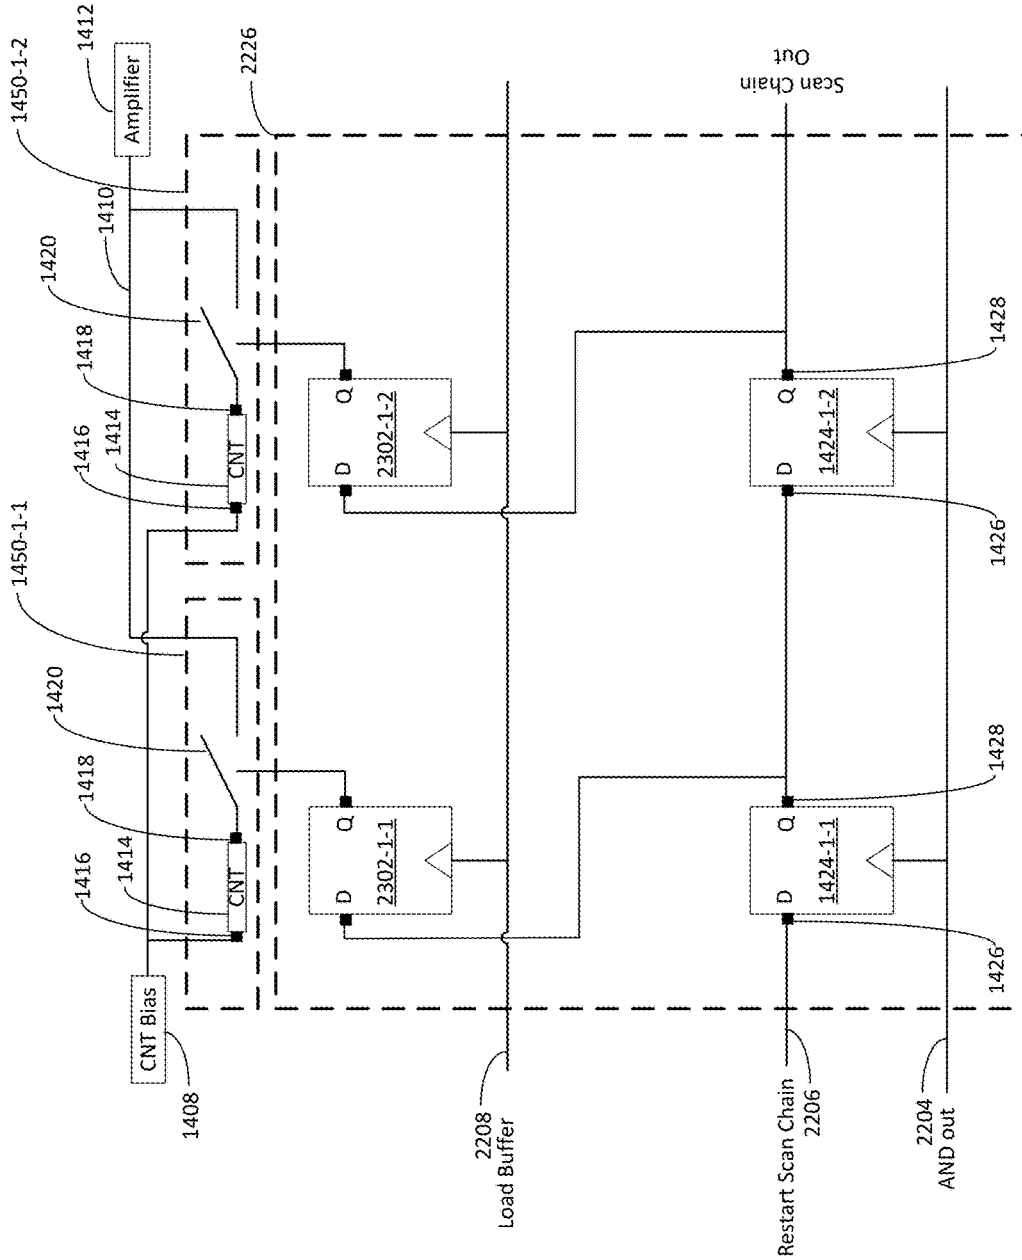 1412
Amplifier
1450-1-2
2226
1410
1420
1418
1416
1414
CNT
1450-1-1
1420
1418
1416
1414
CNT
CNT Bias
1408
Q
D
2302-1-2
Q
D
2302-1-1
2208
Load Buffer
Scan Chain
Out
1428
Q
D
1424-1-2
1426
1428
Q
D
1424-1-1
1426
Restart Scan Chain
2206
2204
AND out